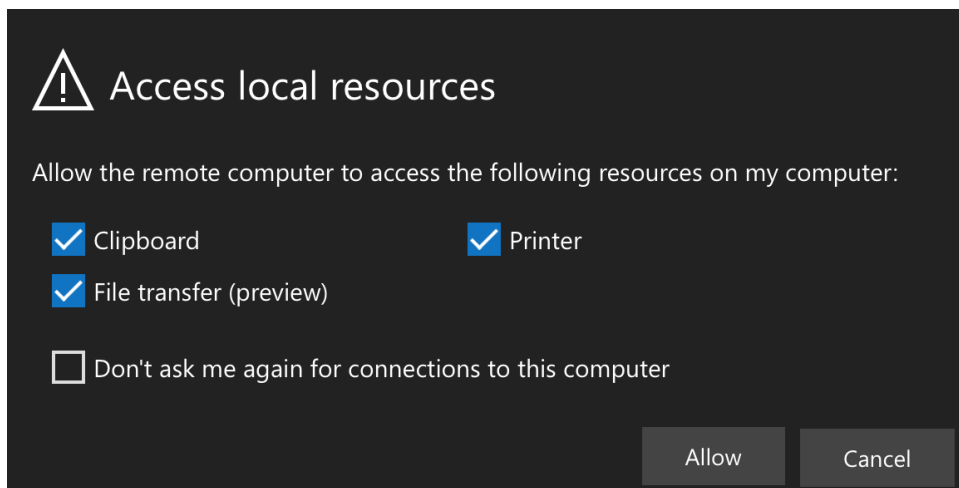 Access local resources
Allow the remote computer to access the following resources on my computer:
Clipboard Printer
File transfer (preview)
Don't ask me again for connections to this computer
Allow Cancel